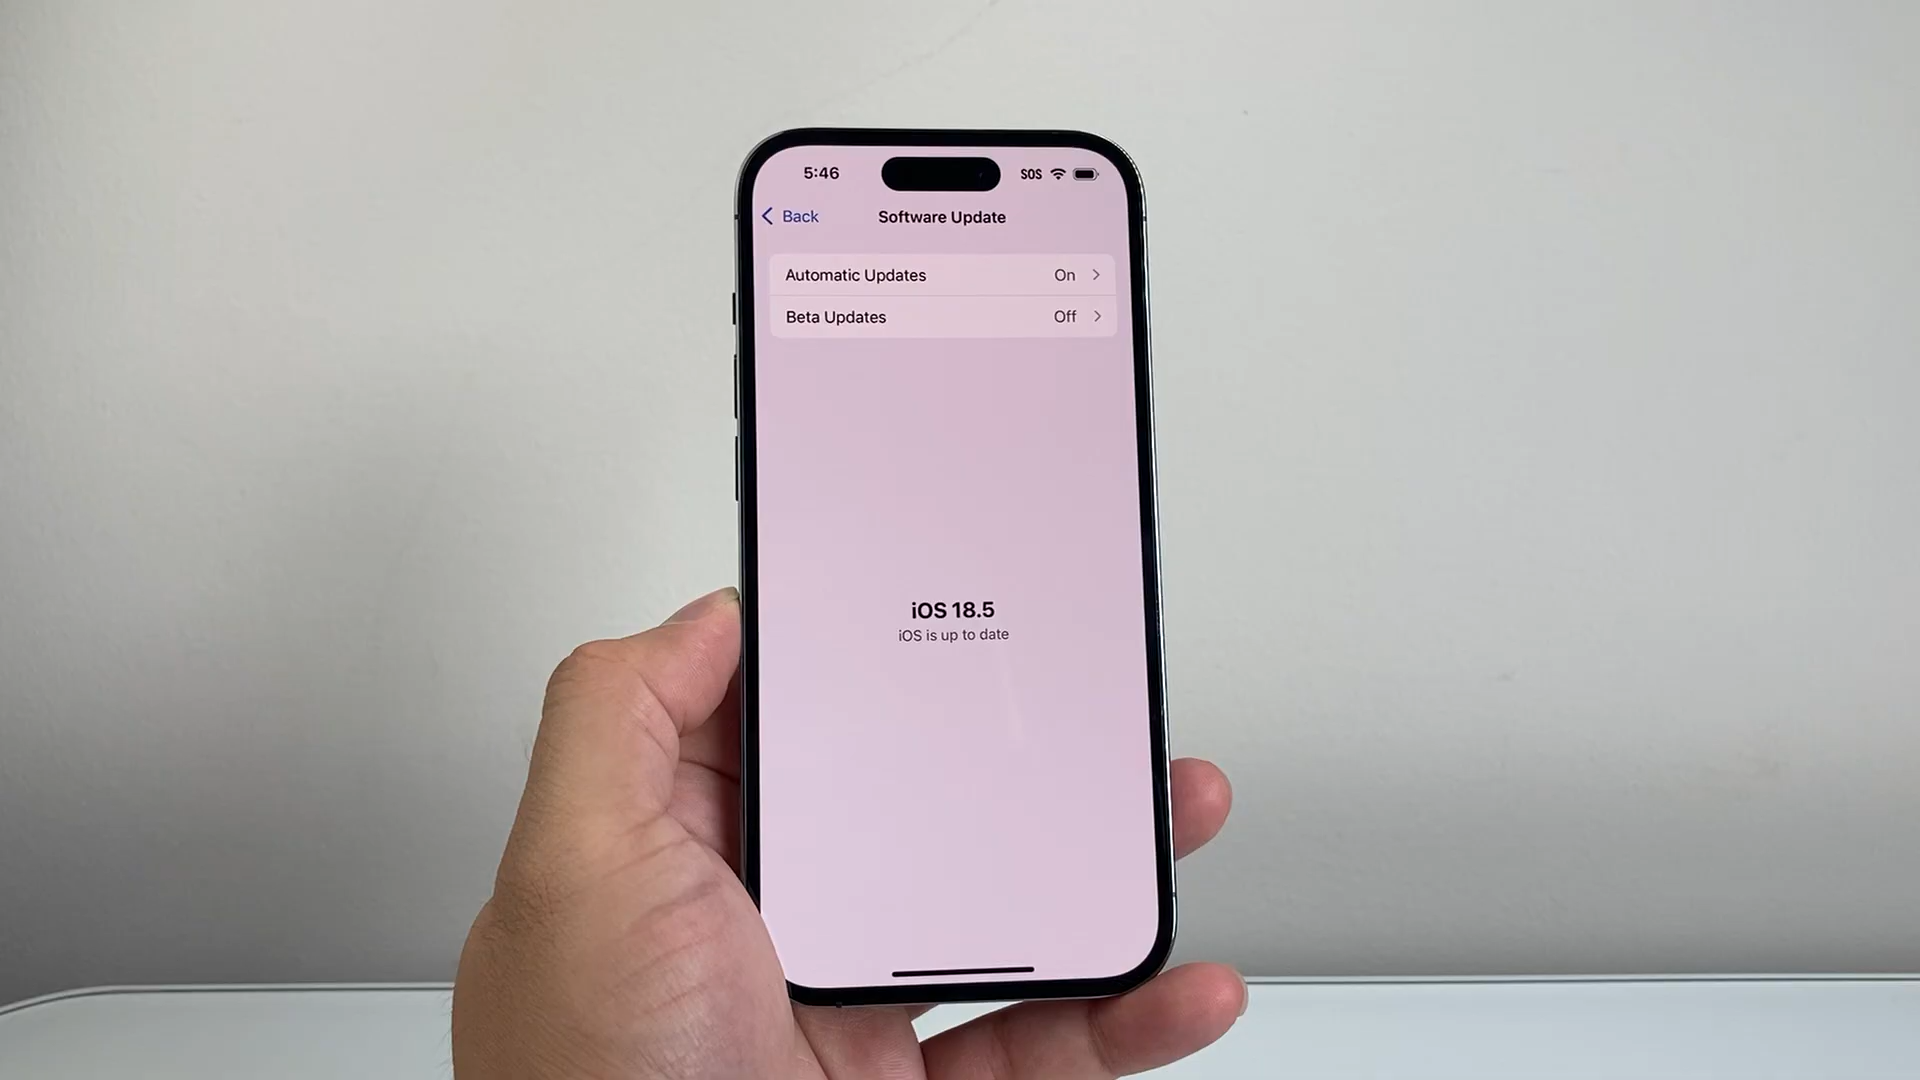 5:46 SOS
Back Software Update
Automatic Updates On
Beta Updates Off
iOS 18.5
iOS is up to date